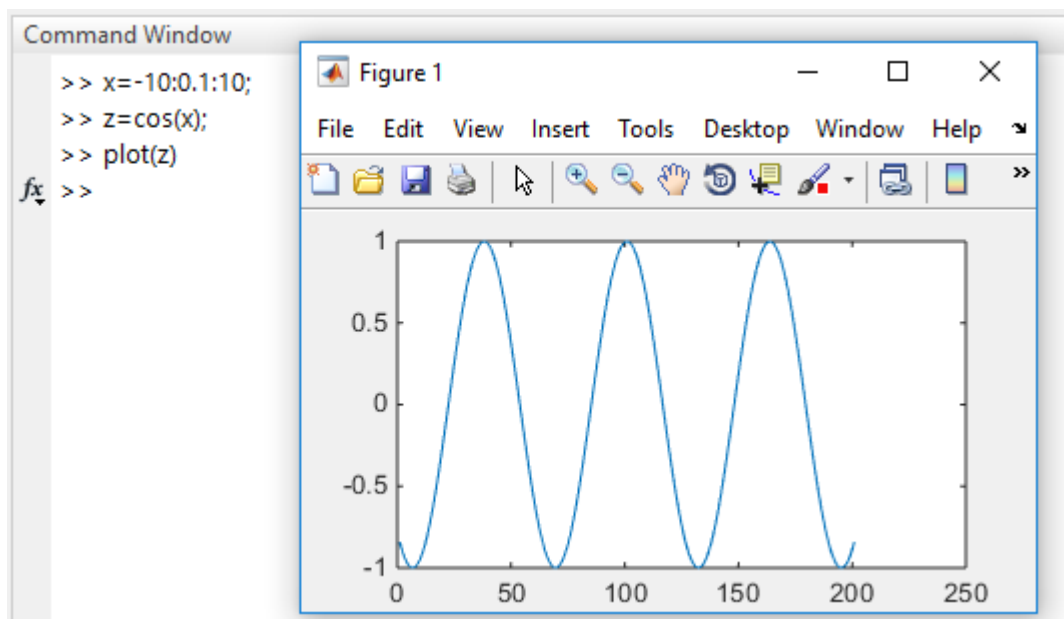 Command Window
>> x=-10:0.1:10;
>> z=cos(x);
>> plot(z)
fx >>
Figure 1
File Edit View Insert Tools Desktop Window Help
1
0.5
0
-0.5
-1
0 50 100 150 200 250